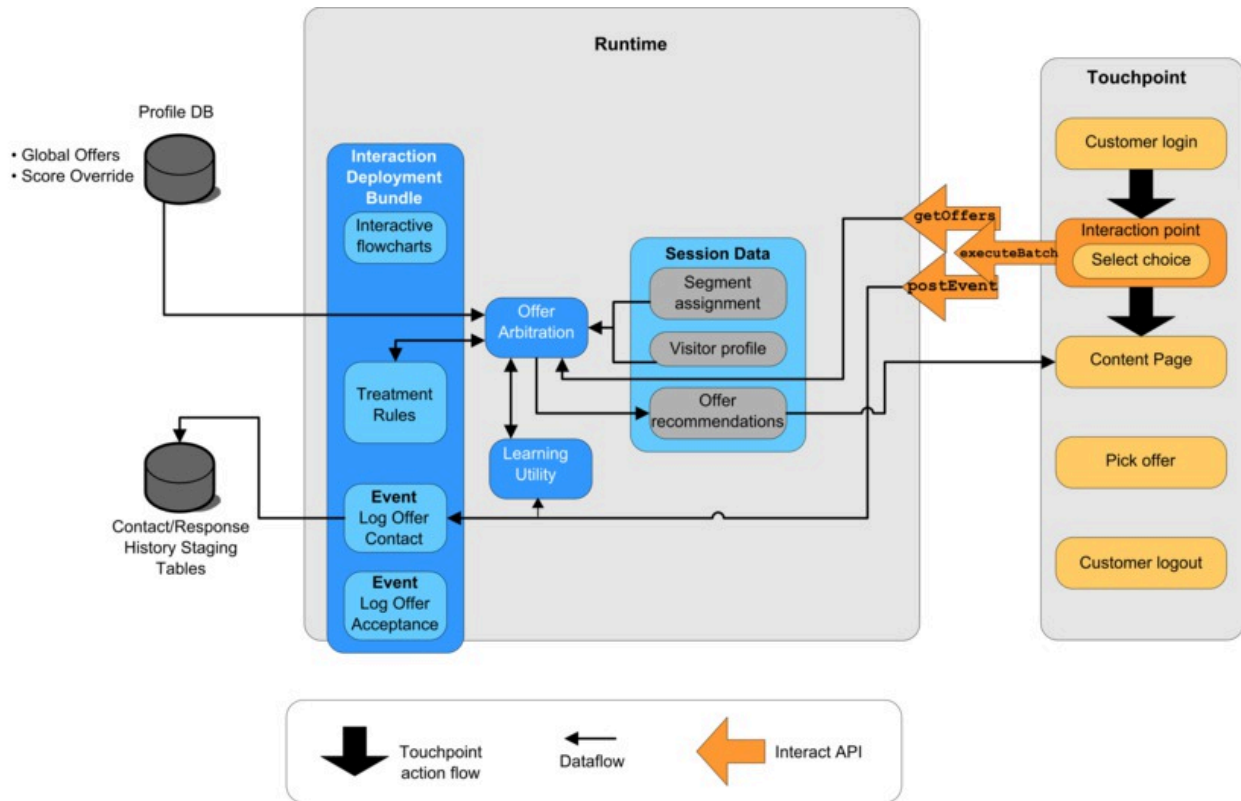 Runtime
Touchpoint
Profile DB
• Global Offers
• Score Override
Interaction
Deployment
Bundle
Interactive
flowcharts
Treatment
Rules
Event
Log Offer
Contact
Event
Log Offer
Acceptance
Contact/Response
History Staging
Tables
Offer
Arbitration
Learning
Utility
Session Data
Segment
assignment
Visitor profile
Offer
recommendations
getOffers
executeBatch
postEvent
Customer login
Interaction point
Select choice
Content Page
Pick offer
Customer logout
Touchpoint
action flow
Dataflow
Interact API